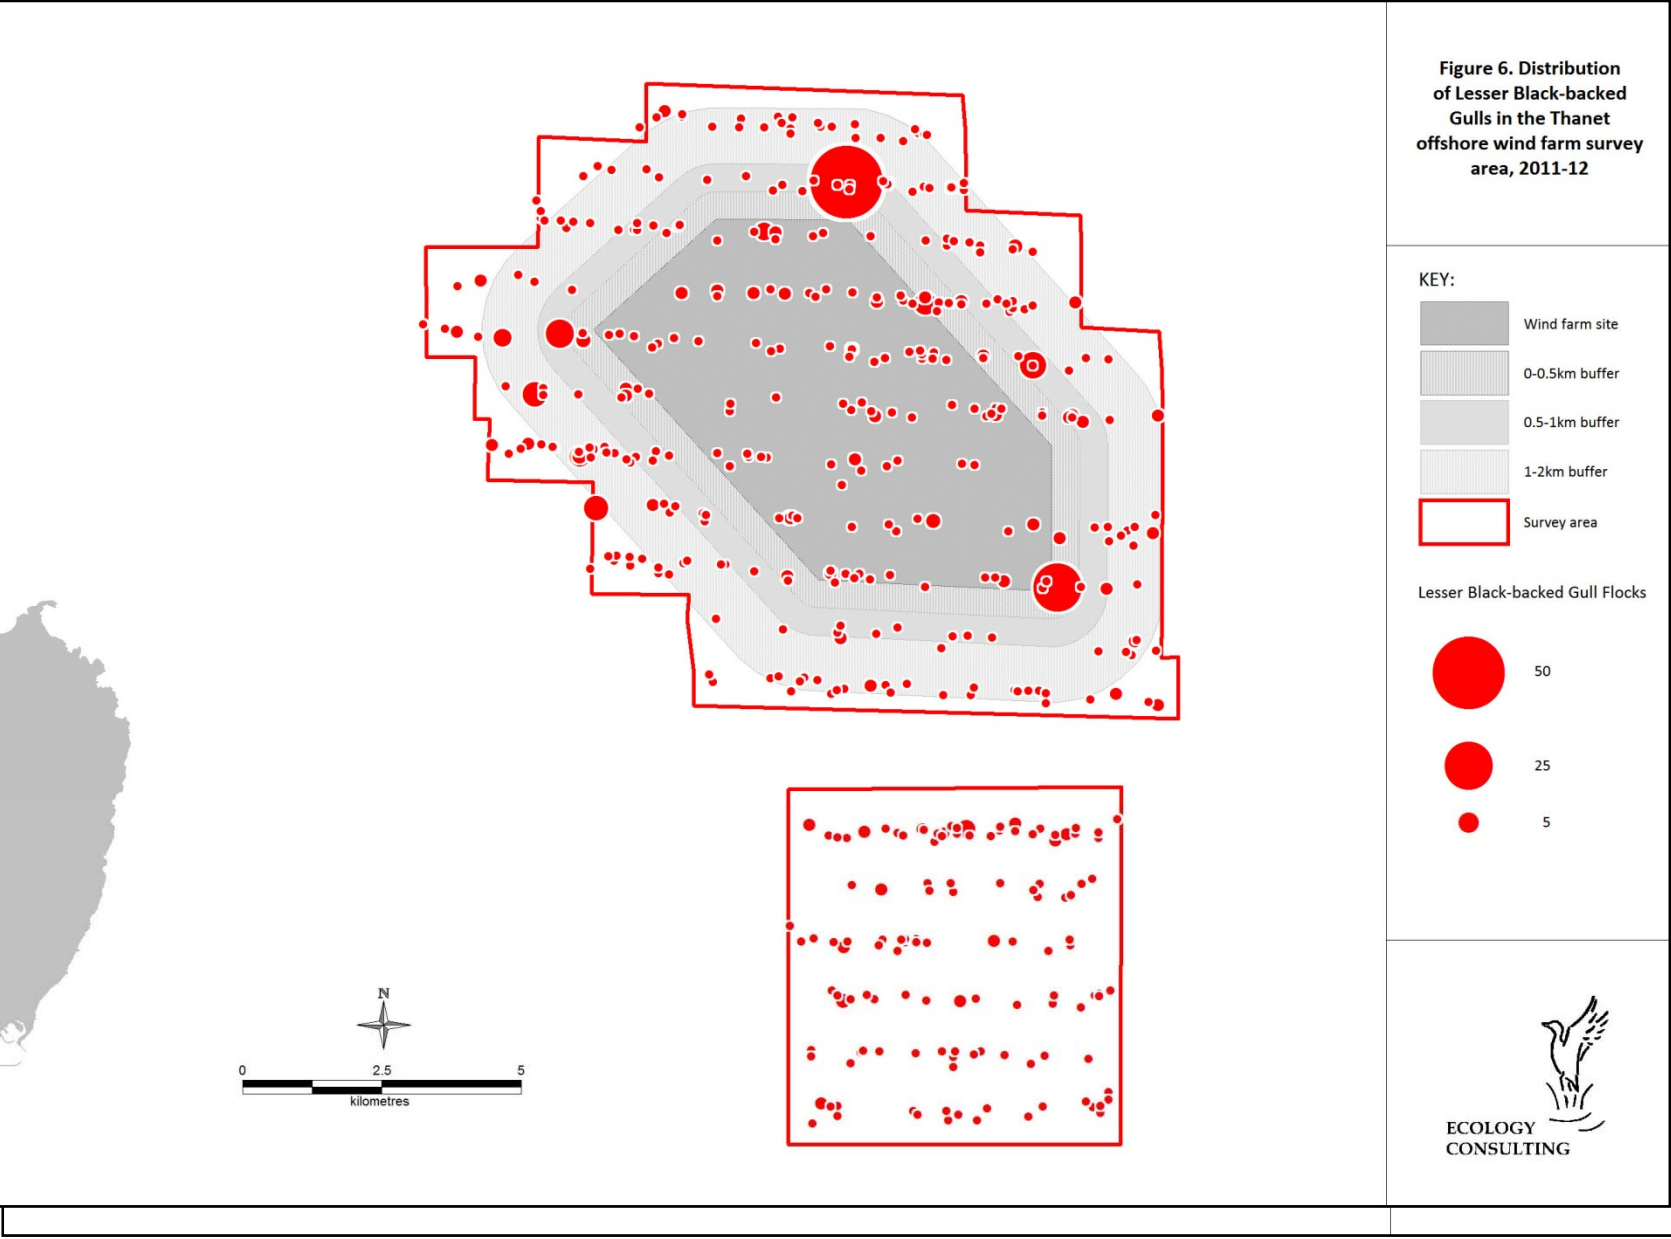 Figure 6. Distribution
of Lesser Black-backed
Gulls in the Thanet
offshore wind farm survey
area, 2011-12
KEY:
Wind farm site
0-0.5km buffer
0.5-1km buffer
1-2km buffer
Survey area
Lesser Black-backed Gull Flocks
50
25
5
N
0 2.5 5
kilometres
ECOLOGY
CONSULTING